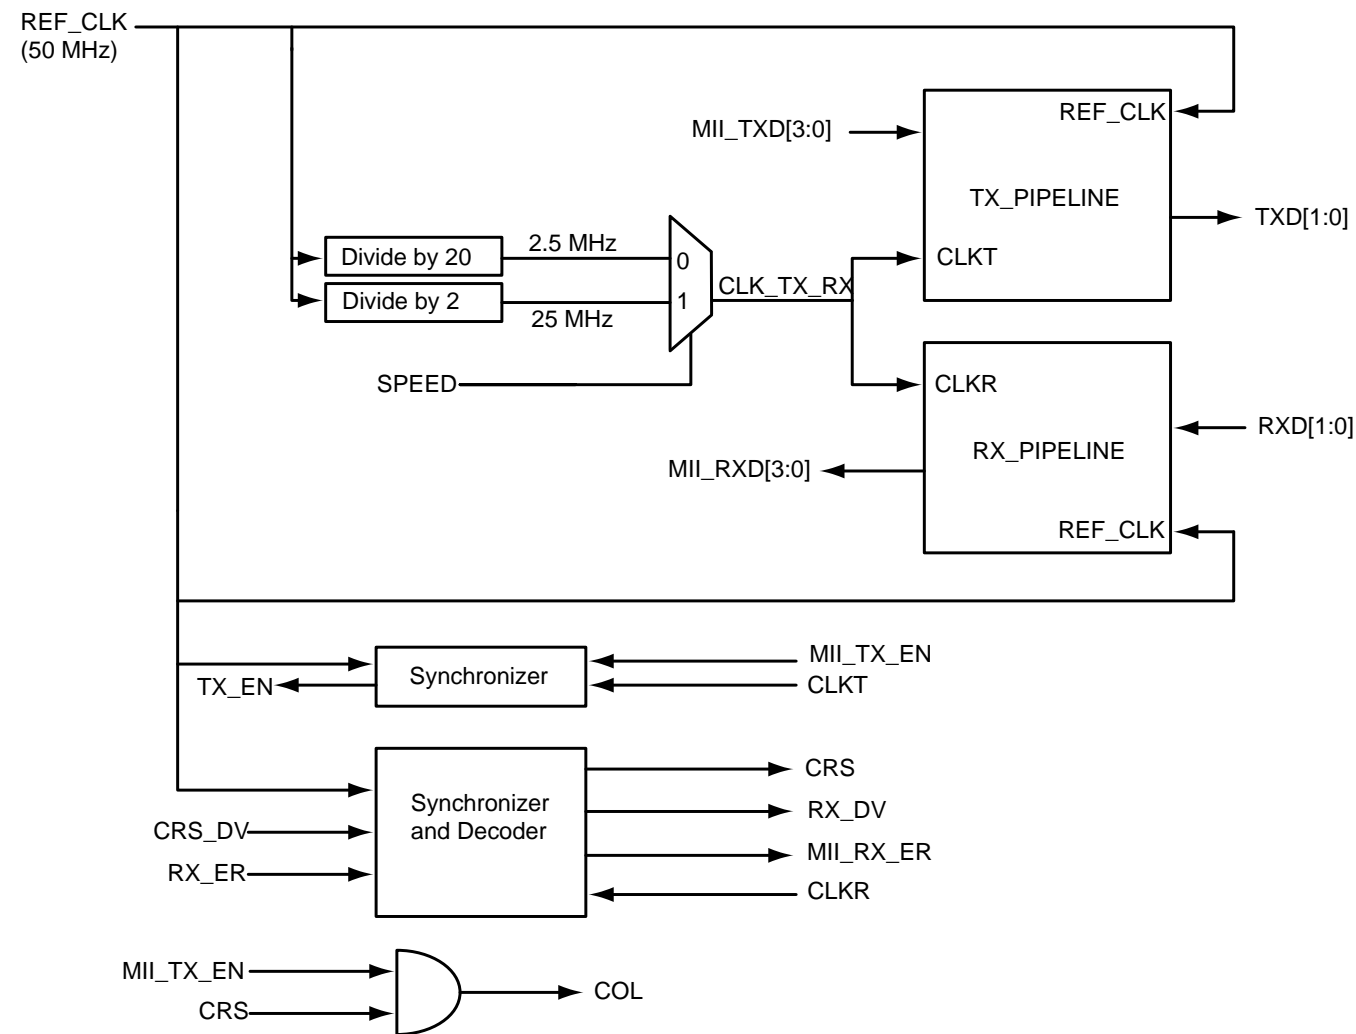 REF_CLK
(50 MHz)
REF_CLK
MII_TXD[3:0]
TX_PIPELINE
TXD[1:0]
Divide by 20
2.5 MHz
0
CLKT
Divide by 2
25 MHz
1
CLK_TX_RX
SPEED
CLKR
RXD[1:0]
RX_PIPELINE
MII_RXD[3:0]
REF_CLK
MII_TX_EN
Synchronizer
TX_EN
CLKT
CRS
Synchronizer
and Decoder
RX_DV
CRS_DV
MII_RX_ER
RX_ER
CLKR
MII_TX_EN
COL
CRS